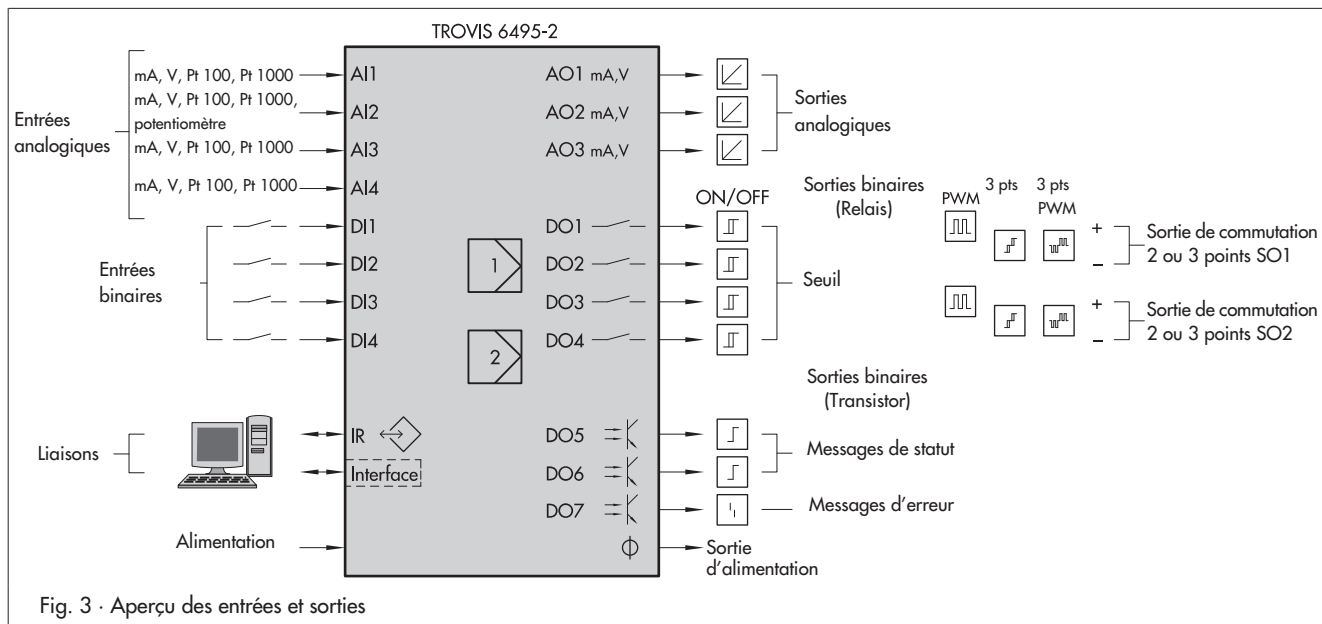 TROVIS 6495-2
Entrées
analogiques
mA, V, Pt 100, Pt 1000
mA, V, Pt 100, Pt 1000,
potentiomètre
mA, V, Pt 100, Pt 1000
mA, V, Pt 100, Pt 1000
AI1
AI2
AI3
AI4
AO1 mA,V
AO2 mA,V
AO3 mA,V
Sorties
analogiques
Entrées
binaires
DI1
DI2
DI3
DI4
1
2
DO1
DO2
DO3
DO4
ON/OFF
Seuil
Sorties binaires
(Relais)
PWM
3 pts
3 pts
PWM
+
–
Sortie de commutation
2 ou 3 points SO1
+
–
Sortie de commutation
2 ou 3 points SO2
Sorties binaires
(Transistor)
Liaisons
IR
Interface
DO5
DO6
DO7
Messages de statut
Messages d'erreur
Alimentation
Sortie
d'alimentation
Fig. 3 · Aperçu des entrées et sorties